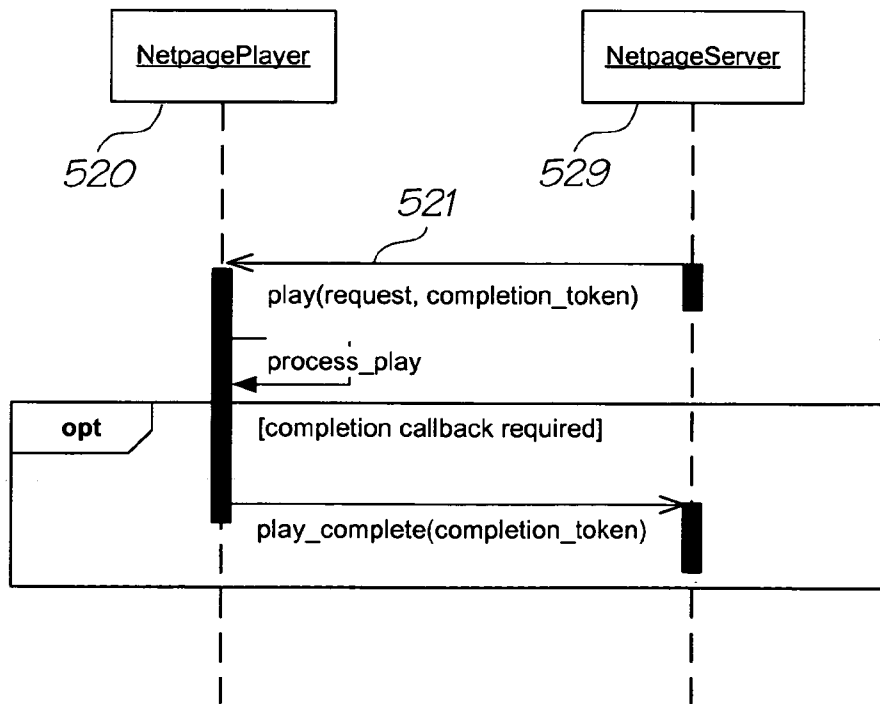 NetpagePlayer
NetpageServer
520
529
521
play(request, completion_token)
process_play
opt
[completion callback required]
play_complete(completion_token)